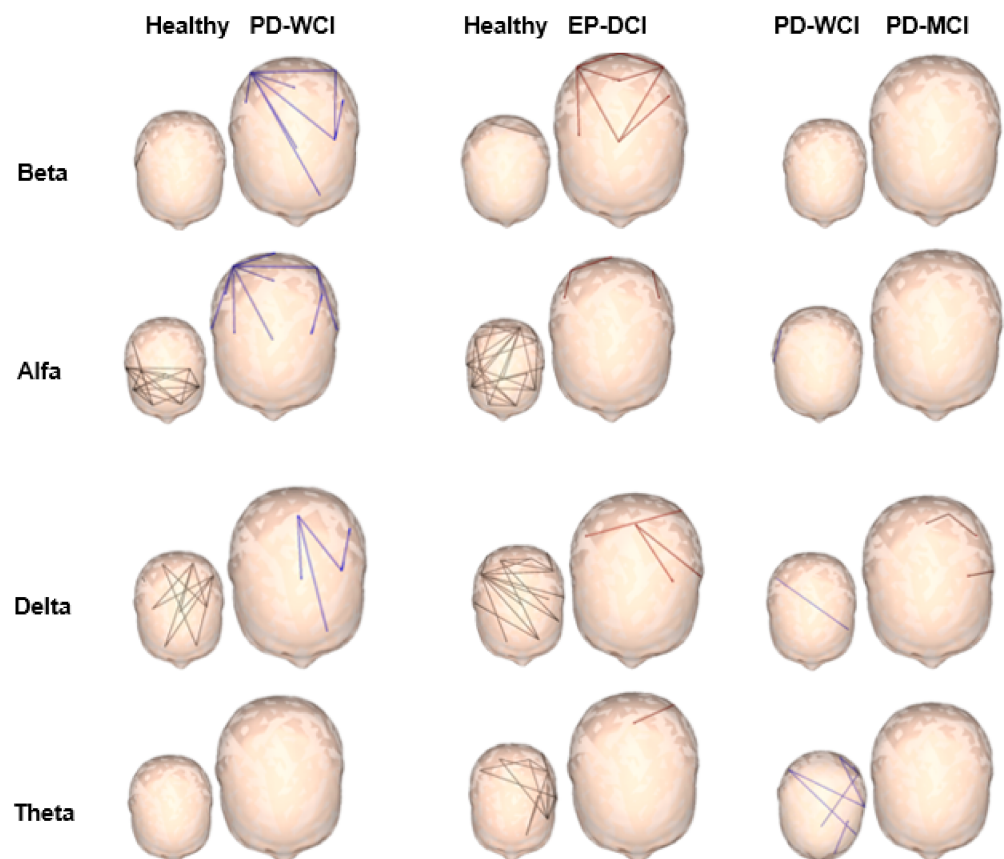 Healthy PD-WCI Healthy EP-DCI PD-WCI PD-MCI
Beta
Alfa
Delta
Theta